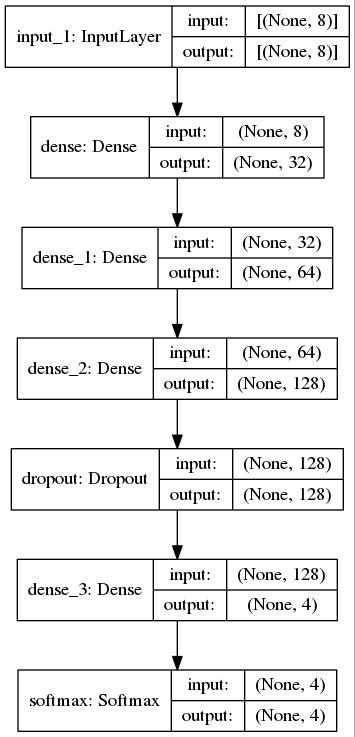 input_1: InputLayer
input: [(None, 8)]
output: [(None, 8)]
dense: Dense
input: (None, 8)
output: (None, 32)
dense_1: Dense
input: (None, 32)
output: (None, 64)
dense_2: Dense
input: (None, 64)
output: (None, 128)
dropout: Dropout
input: (None, 128)
output: (None, 128)
dense_3: Dense
input: (None, 128)
output: (None, 4)
softmax: Softmax
input: (None, 4)
output: (None, 4)